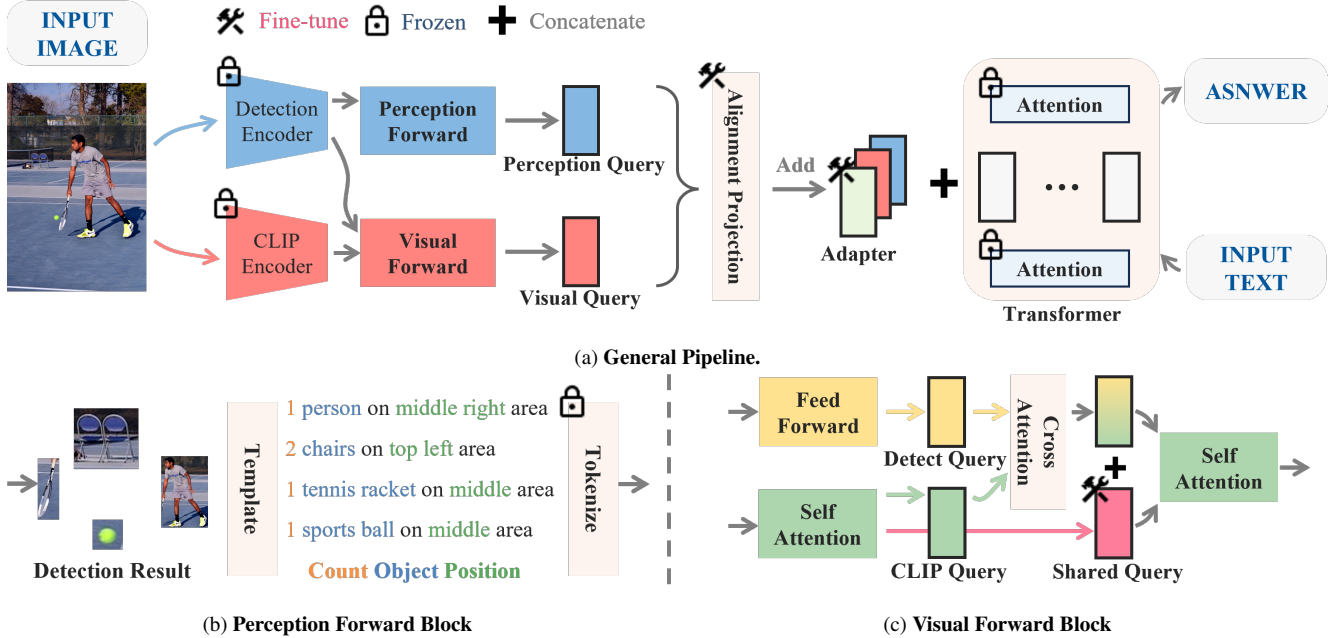 INPUT
IMAGE
Fine-tune
Frozen
Concatenate
Detection
Encoder
Perception
Forward
Perception Query
CLIP
Encoder
Visual
Forward
Visual Query
Alignment Projection
Add
Adapter
Attention
...
Attention
Transformer
ASNWER
INPUT
TEXT
(a) General Pipeline.
Detection Result
Template
1 person on middle right area
2 chairs on top left area
1 tennis racket on middle area
1 sports ball on middle area
Count Object Position
Tokenize
(b) Perception Forward Block
Feed
Forward
Detect Query
Cross
Attention
Self
Attention
CLIP Query
Shared Query
Self
Attention
(c) Visual Forward Block